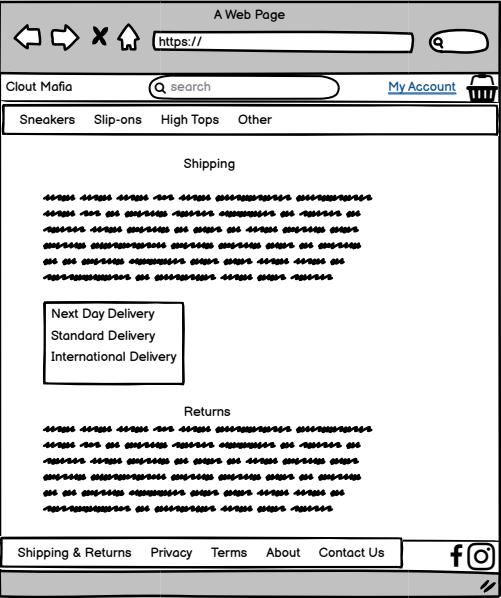 A Web Page
https://
Clout Mafia
search
My Account
Sneakers Slip-ons High Tops Other
Shipping
Next Day Delivery
Standard Delivery
International Delivery
Returns
Shipping & Returns Privacy Terms About Contact Us